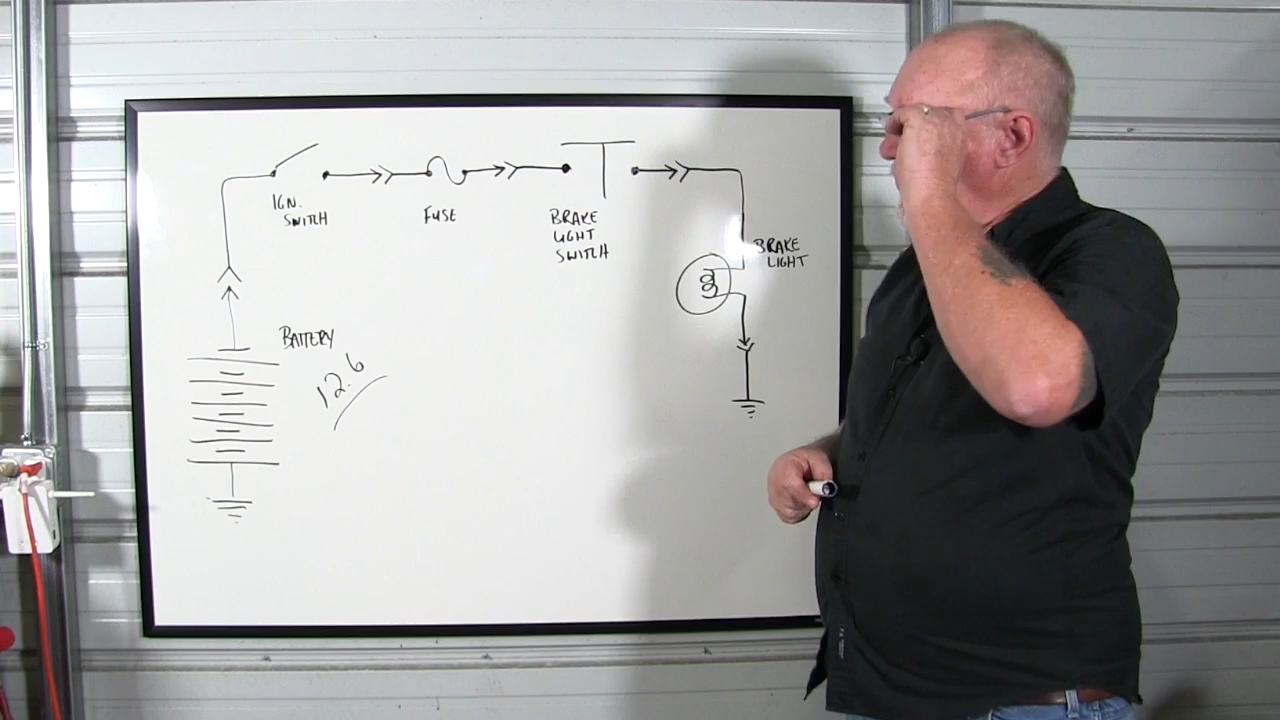 IGN.
SWITCH
FUSE
BRAKE
LIGHT
SWITCH
BRAKE
LIGHT
BATTERY
12.6